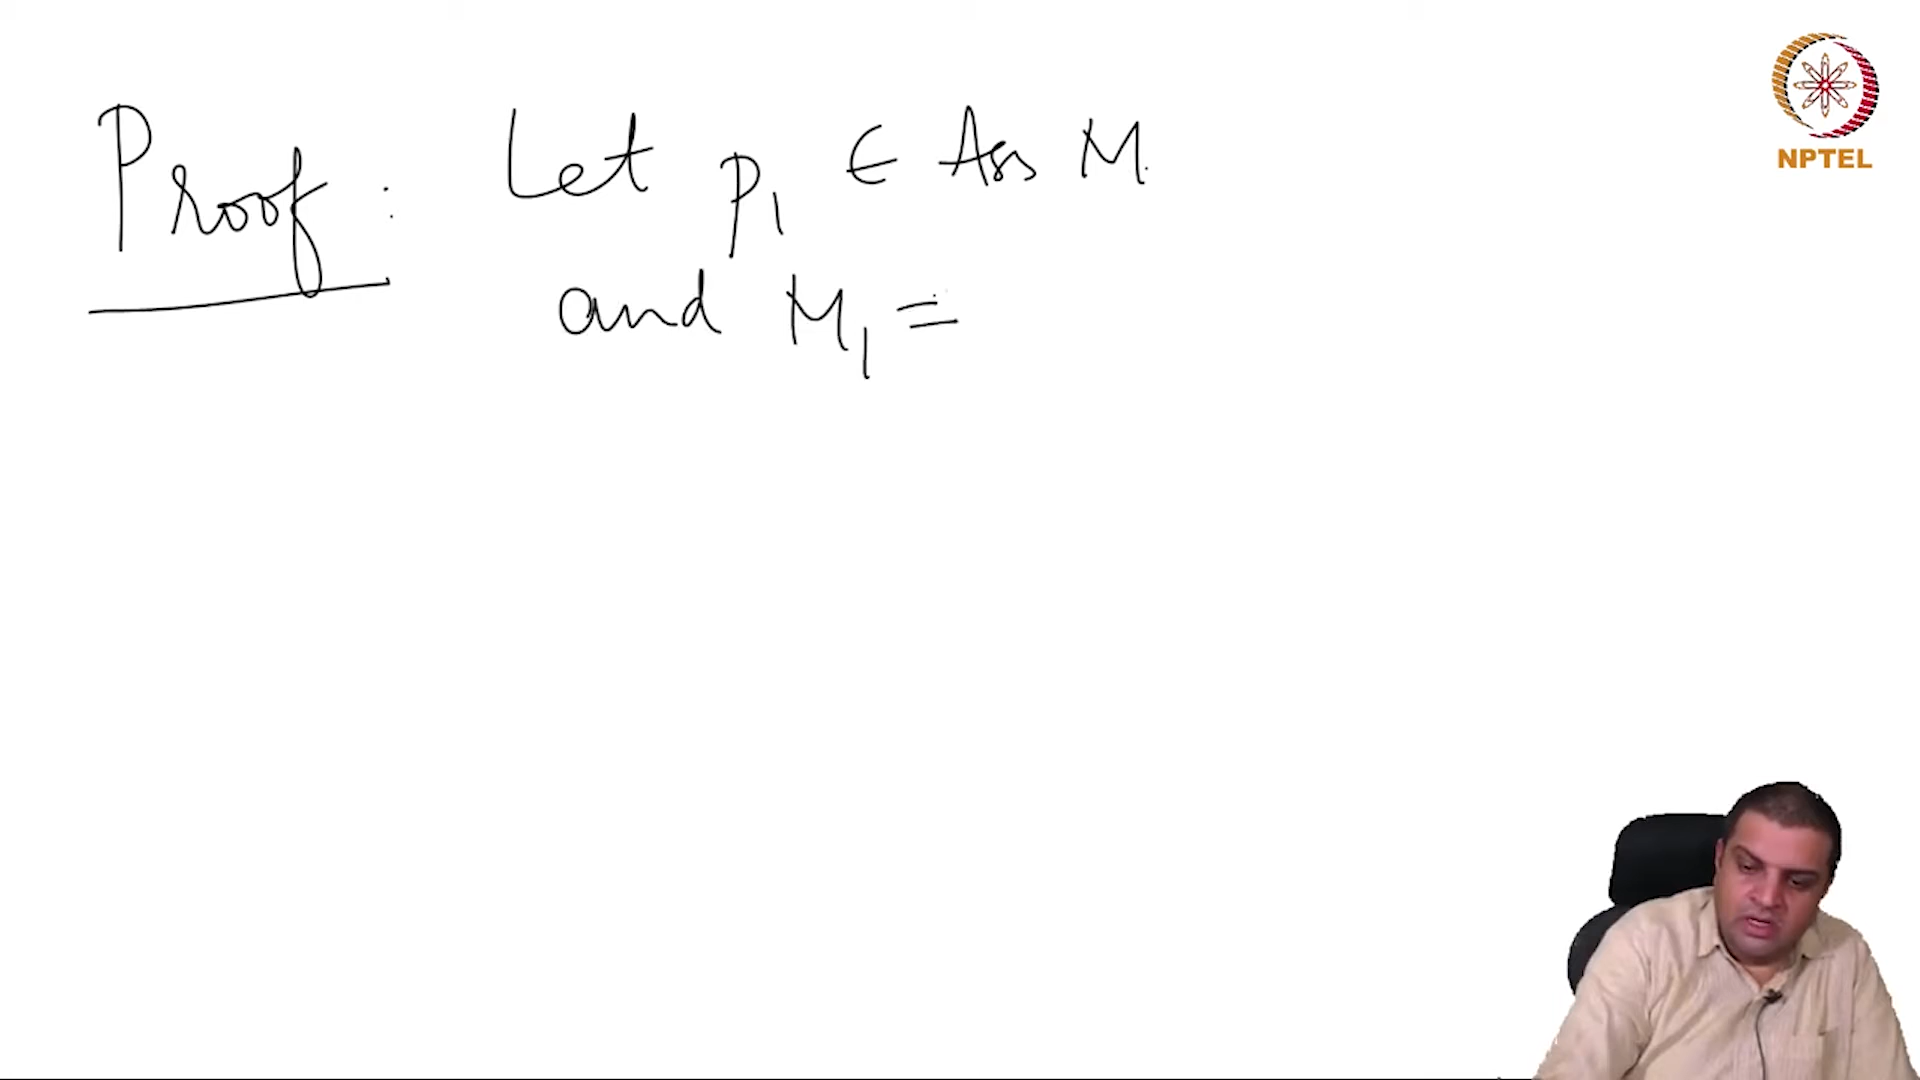 Proof: Let p₁ ∈ Ass M.
and M₁ =
NPTEL